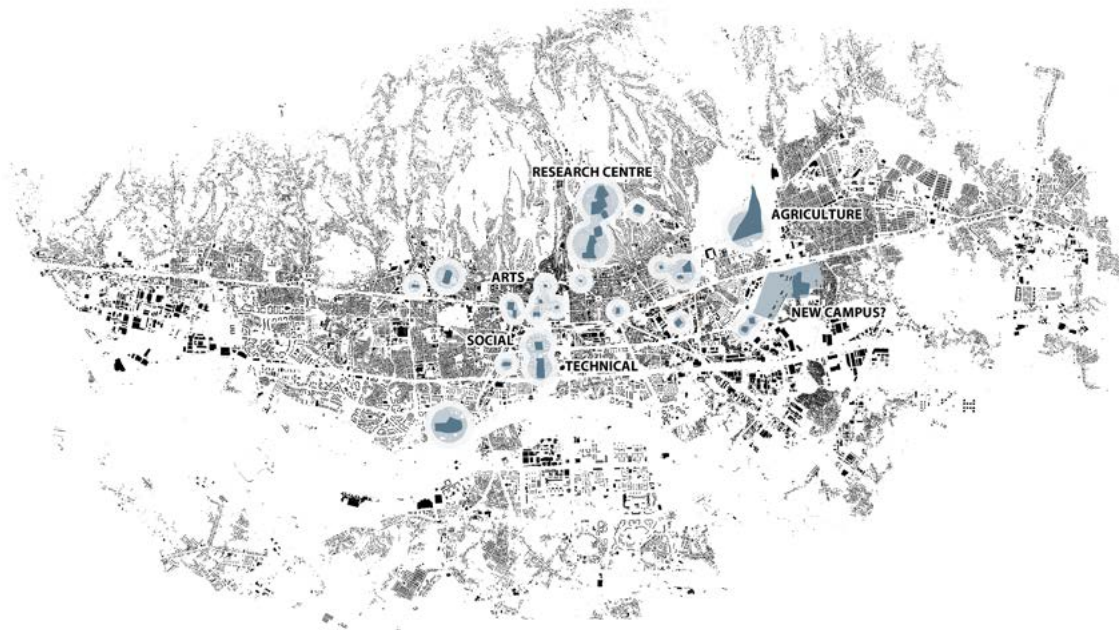 RESEARCH CENTRE
AGRICULTURE
ARTS
NEW CAMPUS?
SOCIAL
TECHNICAL